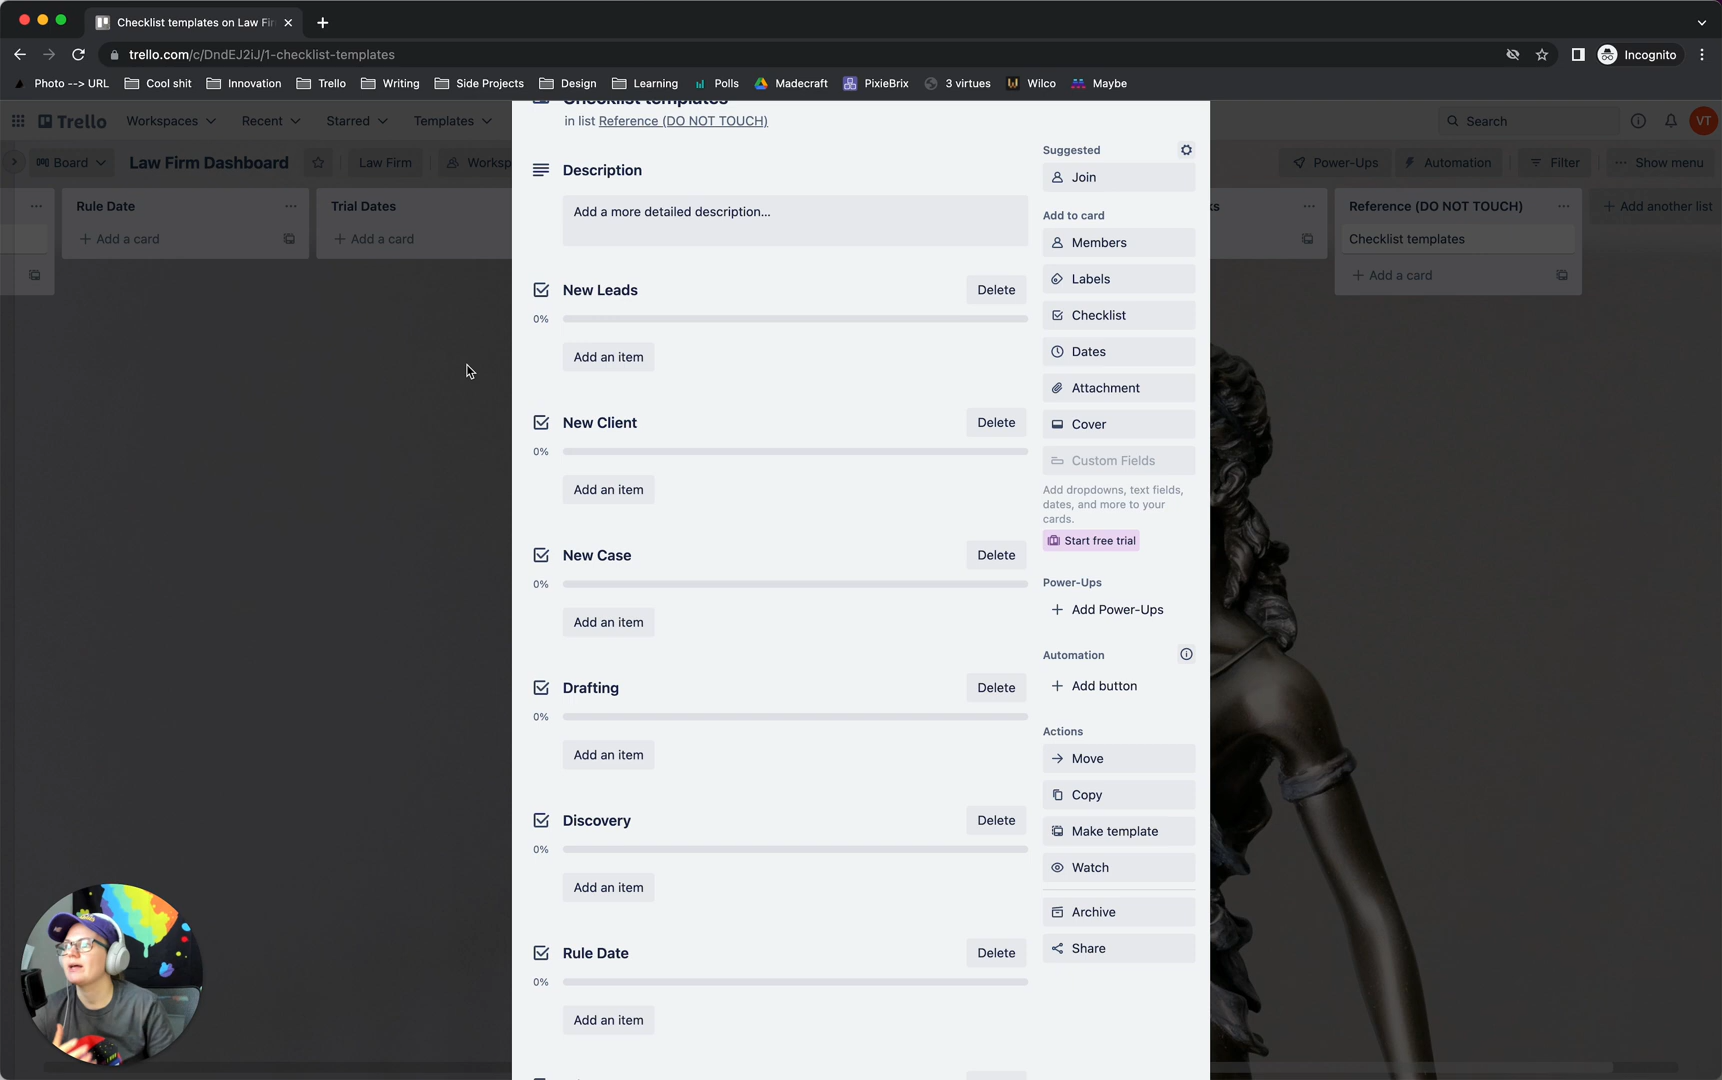 Checklist templates on Law Fir
trello.com/c/DndEJ2iJ/1-checklist-templates
Incognito
Photo --> URL
Cool shit
Innovation
Trello
Writing
Side Projects
Design
Learning
Polls
Madecraft
PixieBrix
3 virtues
Wilco
Maybe
Trello
Workspaces
Recent
Starred
Templates
Search
VT
Board
Law Firm Dashboard
Law Firm
Worksp
Power-Ups
Automation
Filter
Show menu
Rule Date
Add a card
Trial Dates
Add a card
Reference (DO NOT TOUCH)
Checklist templates
Add a card
Add another list
Checklist templates
in list Reference (DO NOT TOUCH)
Description
Add a more detailed description...
New Leads
Delete
0%
Add an item
New Client
Delete
0%
Add an item
New Case
Delete
0%
Add an item
Drafting
Delete
0%
Add an item
Discovery
Delete
0%
Add an item
Rule Date
Delete
0%
Add an item
Suggested
Join
Add to card
Members
Labels
Checklist
Dates
Attachment
Cover
Custom Fields
Add dropdowns, text fields,
dates, and more to your
cards.
Start free trial
Power-Ups
Add Power-Ups
Automation
Add button
Actions
Move
Copy
Make template
Watch
Archive
Share